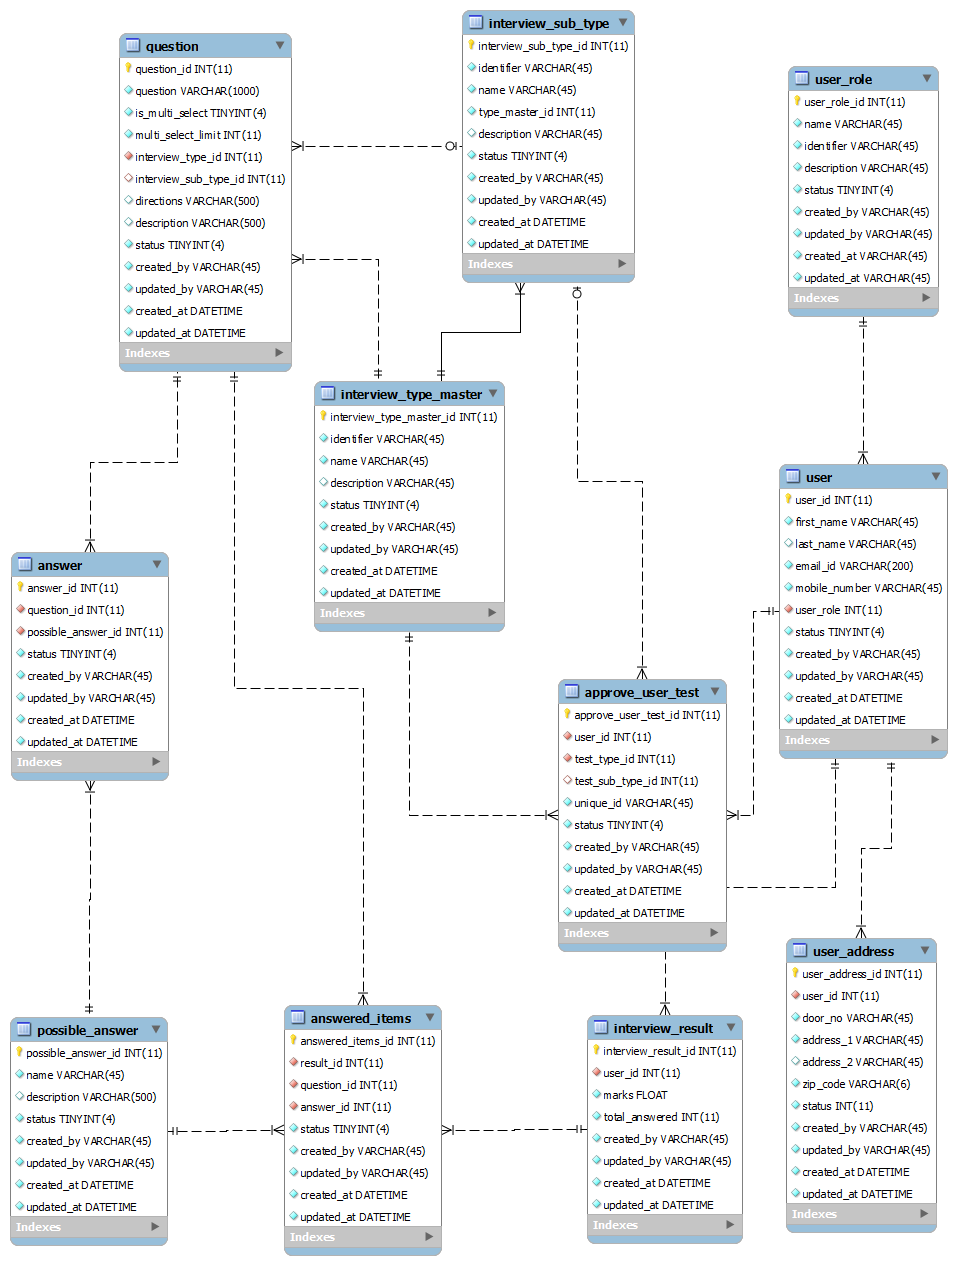 question
question_id INT(11)
question VARCHAR(1000)
is_multi_select TINYINT(4)
multi_select_limit INT(11)
interview_type_id INT(11)
interview_sub_type_id INT(11)
directions VARCHAR(500)
description VARCHAR(500)
status TINYINT(4)
created_by VARCHAR(45)
updated_by VARCHAR(45)
created_at DATETIME
updated_at DATETIME
Indexes
interview_sub_type
interview_sub_type_id INT(11)
identifier VARCHAR(45)
name VARCHAR(45)
type_master_id INT(11)
description VARCHAR(45)
status TINYINT(4)
created_by VARCHAR(45)
updated_by VARCHAR(45)
created_at DATETIME
updated_at DATETIME
Indexes
user_role
user_role_id INT(11)
name VARCHAR(45)
identifier VARCHAR(45)
description VARCHAR(45)
status TINYINT(4)
created_by VARCHAR(45)
updated_by VARCHAR(45)
created_at VARCHAR(45)
updated_at VARCHAR(45)
Indexes
interview_type_master
interview_type_master_id INT(11)
identifier VARCHAR(45)
name VARCHAR(45)
description VARCHAR(45)
status TINYINT(4)
created_by VARCHAR(45)
updated_by VARCHAR(45)
created_at DATETIME
updated_at DATETIME
Indexes
user
user_id INT(11)
first_name VARCHAR(45)
last_name VARCHAR(45)
email_id VARCHAR(200)
mobile_number VARCHAR(45)
user_role INT(11)
status TINYINT(4)
created_by VARCHAR(45)
updated_by VARCHAR(45)
created_at DATETIME
updated_at DATETIME
Indexes
answer
answer_id INT(11)
question_id INT(11)
possible_answer_id INT(11)
status TINYINT(4)
created_by VARCHAR(45)
updated_by VARCHAR(45)
created_at DATETIME
updated_at DATETIME
Indexes
approve_user_test
approve_user_test_id INT(11)
user_id INT(11)
test_type_id INT(11)
test_sub_type_id INT(11)
unique_id VARCHAR(45)
status TINYINT(4)
created_by VARCHAR(45)
updated_by VARCHAR(45)
created_at DATETIME
updated_at DATETIME
Indexes
user_address
user_address_id INT(11)
user_id INT(11)
door_no VARCHAR(45)
address_1 VARCHAR(45)
address_2 VARCHAR(45)
zip_code VARCHAR(6)
status INT(11)
created_by VARCHAR(45)
updated_by VARCHAR(45)
created_at DATETIME
updated_at DATETIME
Indexes
possible_answer
possible_answer_id INT(11)
name VARCHAR(45)
description VARCHAR(500)
status TINYINT(4)
created_by VARCHAR(45)
updated_by VARCHAR(45)
created_at DATETIME
updated_at DATETIME
Indexes
answered_items
answered_items_id INT(11)
result_id INT(11)
question_id INT(11)
answer_id INT(11)
status TINYINT(4)
created_by VARCHAR(45)
updated_by VARCHAR(45)
created_at DATETIME
updated_at DATETIME
Indexes
interview_result
interview_result_id INT(11)
user_id INT(11)
marks FLOAT
total_answered INT(11)
created_by VARCHAR(45)
updated_by VARCHAR(45)
created_at DATETIME
updated_at DATETIME
Indexes